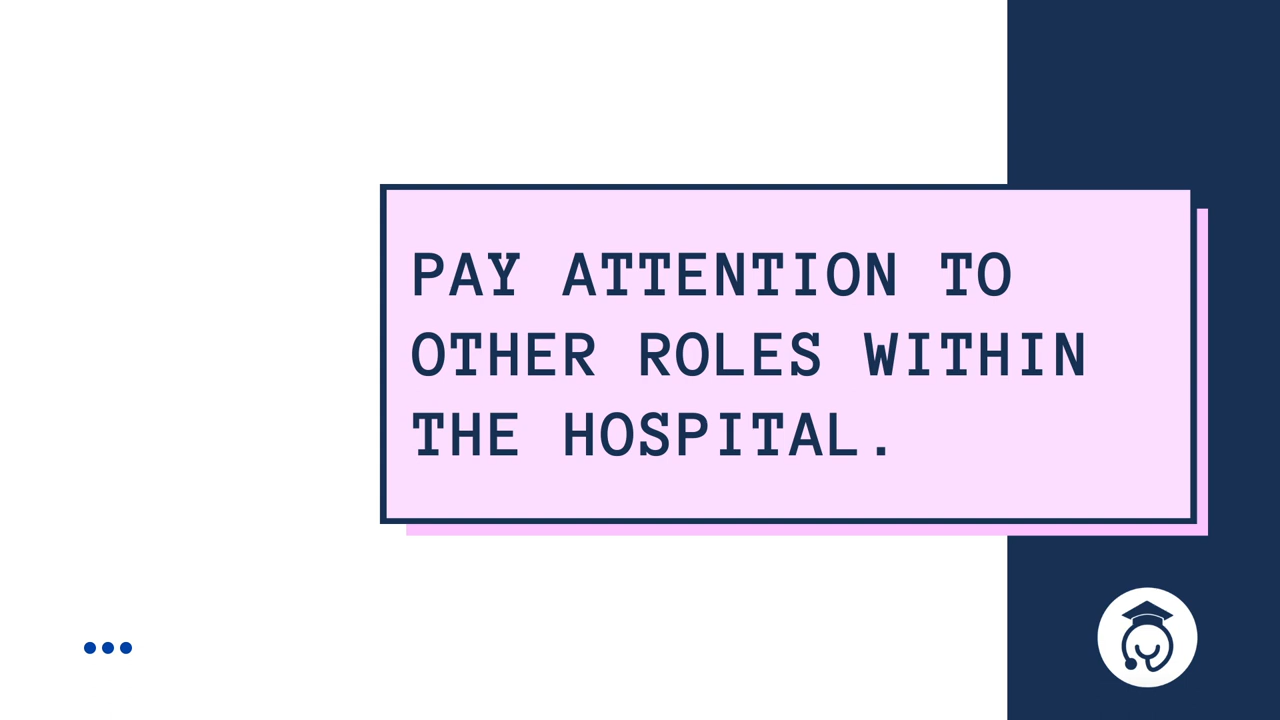 PAY ATTENTION TO
OTHER ROLES WITHIN
THE HOSPITAL.